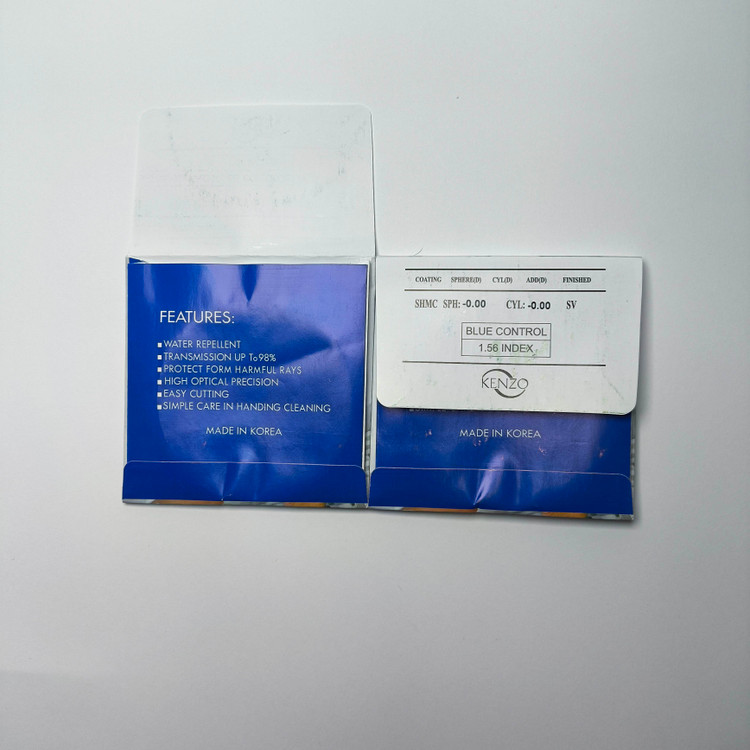 FEATURES:
WATER REPELLENT
TRANSMISSION UP To 98%
PROTECT FORM HARMFUL RAYS
HIGH OPTICAL PRECISION
EASY CUTTING
SIMPLE CARE IN HANDING CLEANING
MADE IN KOREA
COATING SPHERE(D) CYL(D) ADD(D) FINISHED
SHMC SPH: -0.00 CYL: -0.00 SV
BLUE CONTROL
1.56 INDEX
KENZO
MADE IN KOREA